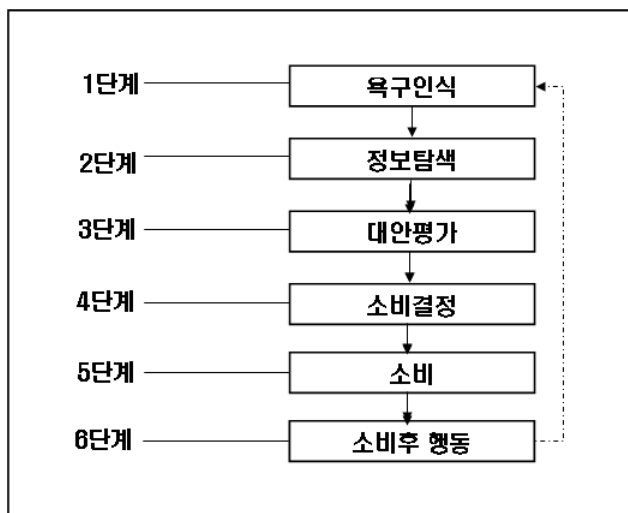 1단계 욕구인식
2단계 정보탐색
3단계 대안평가
4단계 소비결정
5단계 소비
6단계 소비후 행동